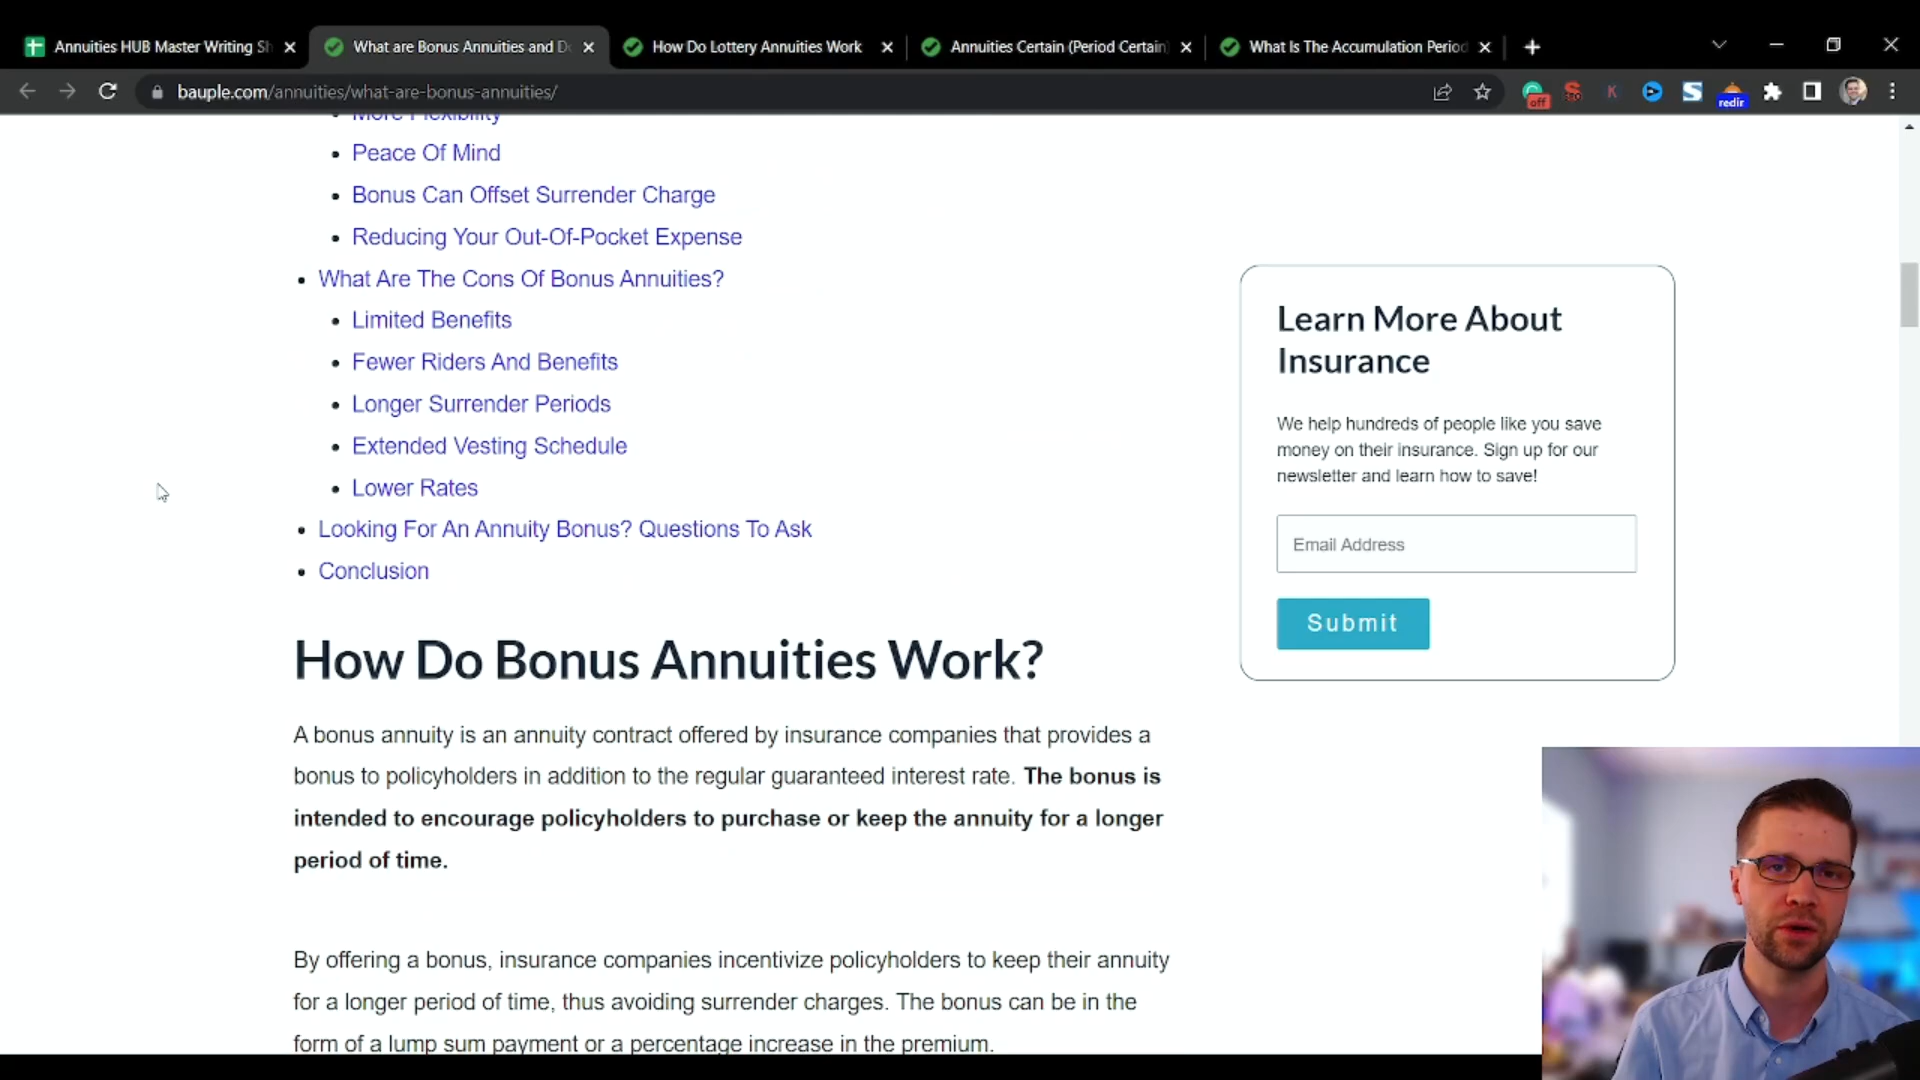 Annuities HUB Master Writing Sh
What are Bonus Annuities and Do
How Do Lottery Annuities Work
Annuities Certain (Period Certain)
What Is The Accumulation Period
bauple.com/annuities/what-are-bonus-annuities/
off
redir
More Flexibility
Peace Of Mind
Bonus Can Offset Surrender Charge
Reducing Your Out-Of-Pocket Expense
What Are The Cons Of Bonus Annuities?
Limited Benefits
Fewer Riders And Benefits
Longer Surrender Periods
Extended Vesting Schedule
Lower Rates
Looking For An Annuity Bonus? Questions To Ask
Conclusion
How Do Bonus Annuities Work?
A bonus annuity is an annuity contract offered by insurance companies that provides a
bonus to policyholders in addition to the regular guaranteed interest rate. The bonus is
intended to encourage policyholders to purchase or keep the annuity for a longer
period of time.
By offering a bonus, insurance companies incentivize policyholders to keep their annuity
for a longer period of time, thus avoiding surrender charges. The bonus can be in the
form of a lump sum payment or a percentage increase in the premium.
Learn More About
Insurance
We help hundreds of people like you save
money on their insurance. Sign up for our
newsletter and learn how to save!
Email Address
Submit